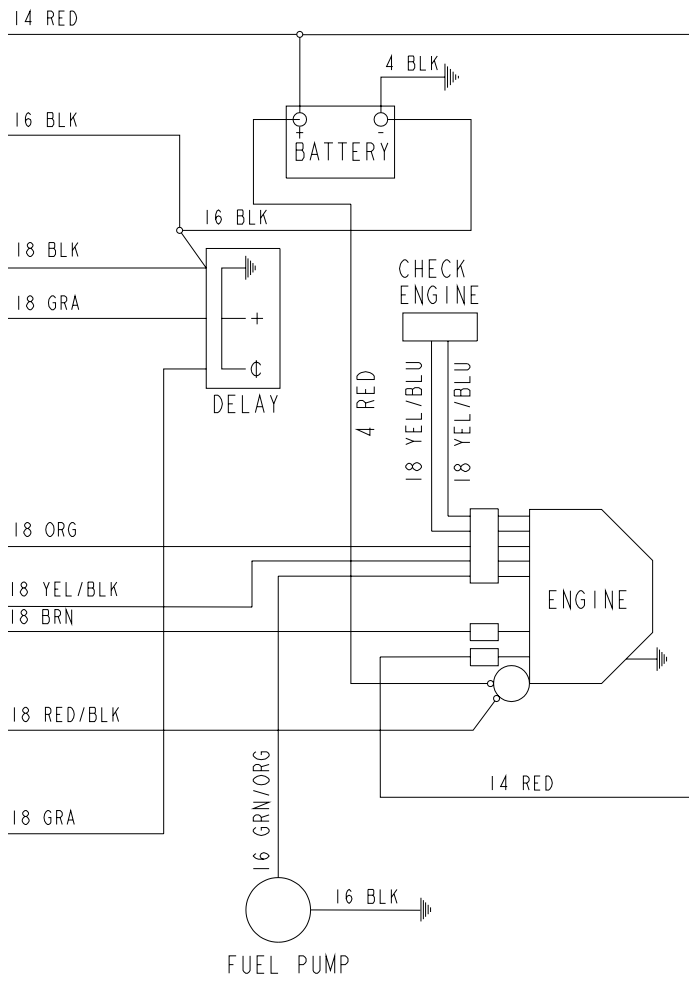 14 RED
4 BLK
16 BLK
+
-
BATTERY
16 BLK
18 BLK
CHECK
ENGINE
18 GRA
+
DELAY
4 RED
18 YEL/BLU
18 YEL/BLU
18 ORG
18 YEL/BLK
ENGINE
18 BRN
18 RED/BLK
16 GRN/ORG
14 RED
18 GRA
16 BLK
FUEL PUMP